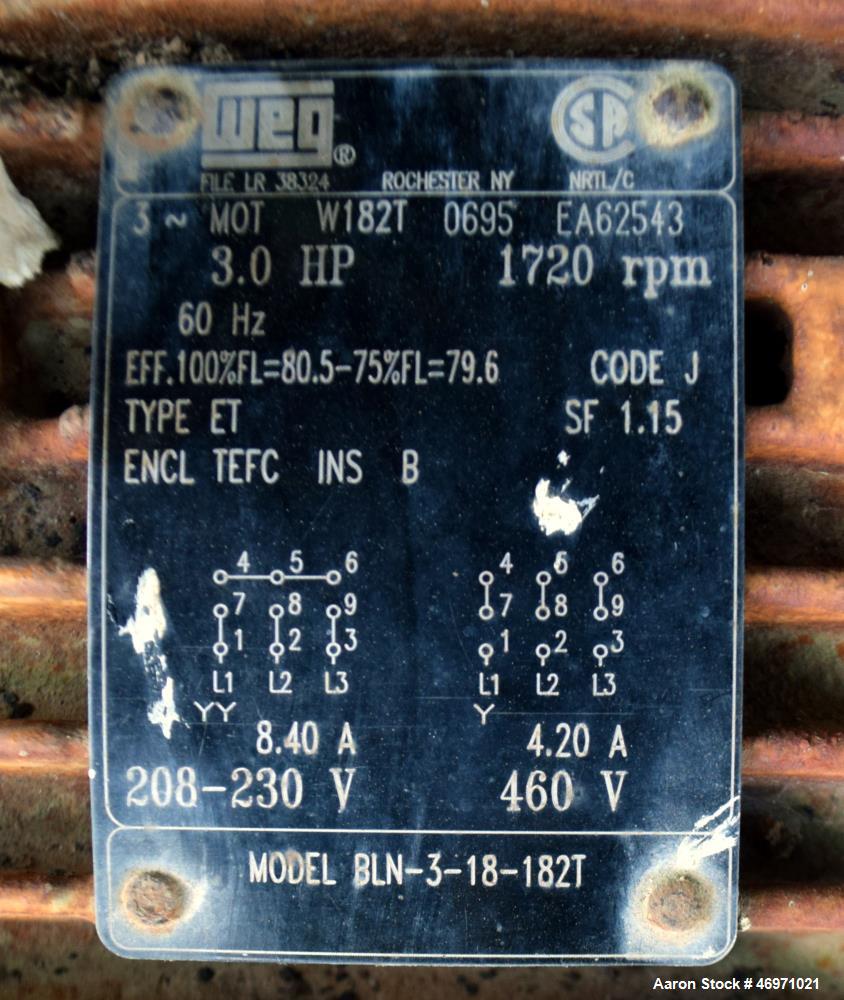 weg®
CSA
FILE LR 38324 ROCHESTER NY NRTL/C
3 ~ MOT W182T 0695 EA62543
3.0 HP 1720 rpm
60 Hz
EFF.100%FL=80.5-75%FL=79.6 CODE J
TYPE ET SF 1.15
ENCL TEFC INS B
4 5 6 4 5 6
7 8 9 7 8 9
1 2 3 1 2 3
L1 L2 L3 L1 L2 L3
YY Y
8.40 A 4.20 A
208-230 V 460 V
MODEL BLN-3-18-182T
Aaron Stock # 46971021